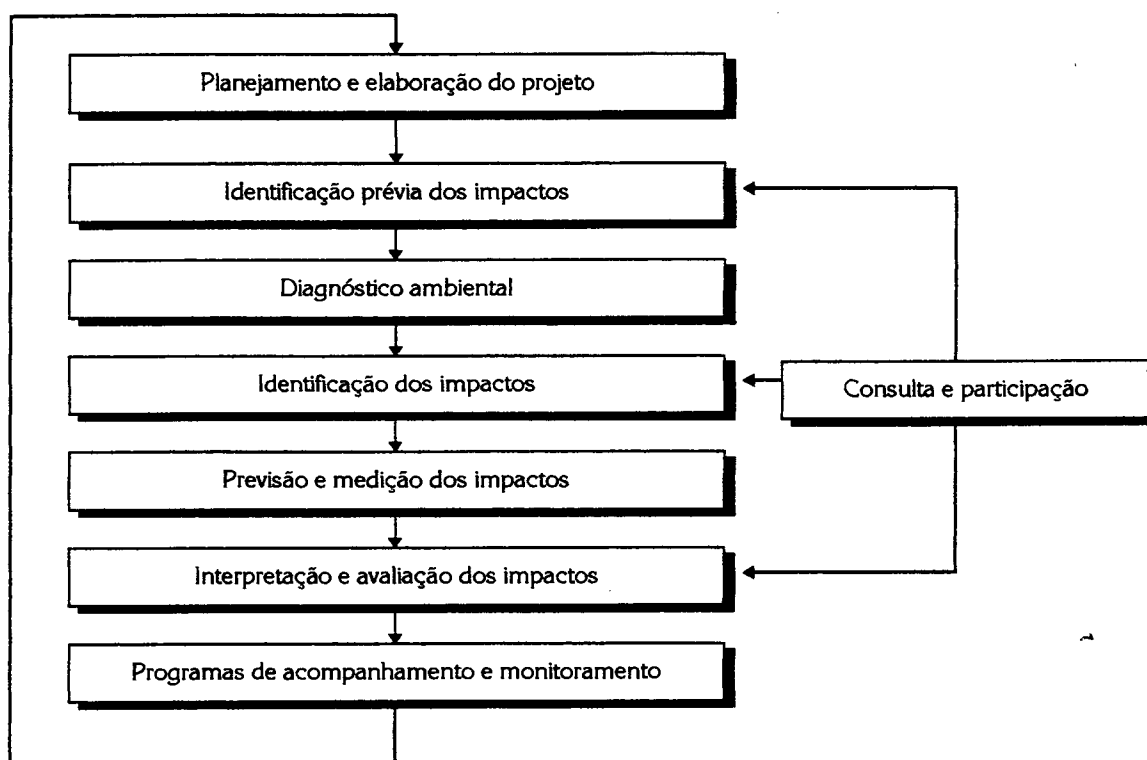 Planejamento e elaboração do projeto
Identificação prévia dos impactos
Diagnóstico ambiental
Identificação dos impactos
Consulta e participação
Previsão e medição dos impactos
Interpretação e avaliação dos impactos
Programas de acompanhamento e monitoramento